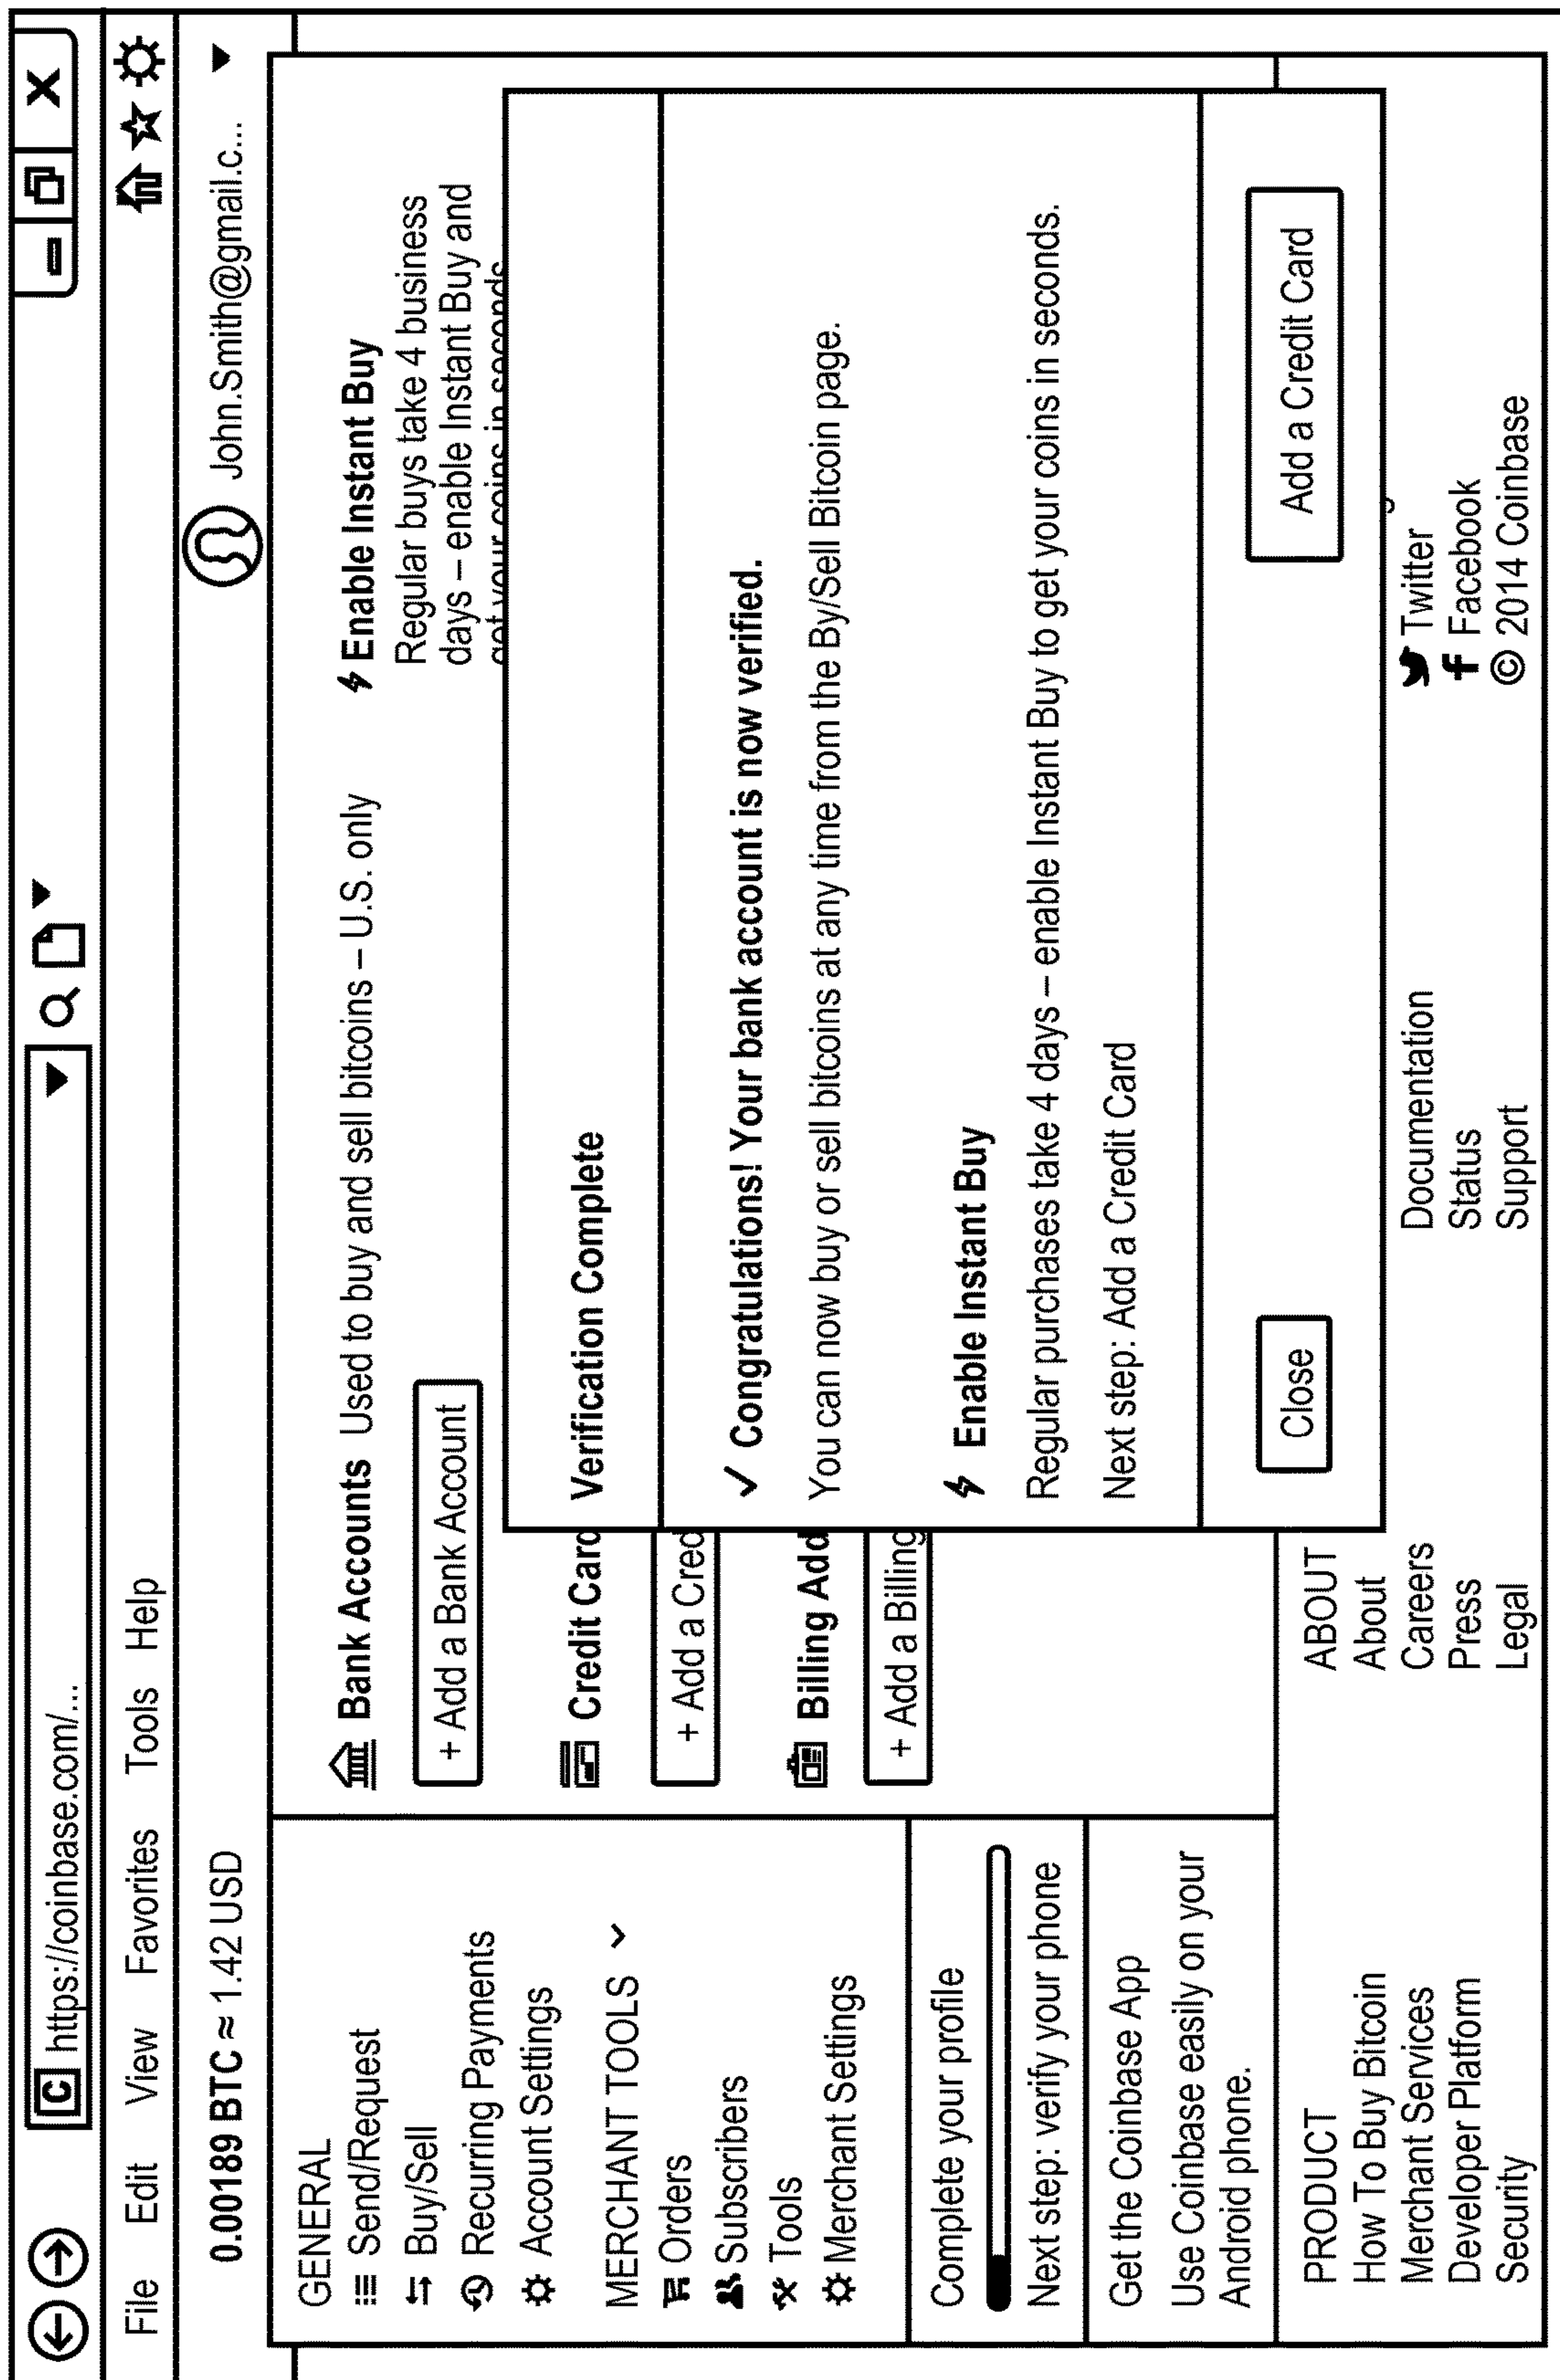 C https://coinbase.com/...
X
File Edit View Favorites Tools Help
0.00189 BTC ≈ 1.42 USD
John.Smith@gmail.c...
GENERAL
Send/Request
Buy/Sell
Recurring Payments
Account Settings
MERCHANT TOOLS
Orders
Subscribers
Tools
Merchant Settings
Complete your profile
Next step: verify your phone
Get the Coinbase App
Use Coinbase easily on your
Android phone.
Bank Accounts Used to buy and sell bitcoins – U.S. only
+ Add a Bank Account
Enable Instant Buy
Regular buys take 4 business
days – enable Instant Buy and
get your coins in seconds
Credit Card
+ Add a Cred
Billing Add
+ Add a Billing
Verification Complete
✓ Congratulations! Your bank account is now verified.
You can now buy or sell bitcoins at any time from the By/Sell Bitcoin page.
Enable Instant Buy
Regular purchases take 4 days – enable Instant Buy to get your coins in seconds.
Next step: Add a Credit Card
Close
Add a Credit Card
PRODUCT
How To Buy Bitcoin
Merchant Services
Developer Platform
Security
ABOUT
About
Careers
Press
Legal
Documentation
Status
Support
Twitter
Facebook
© 2014 Coinbase